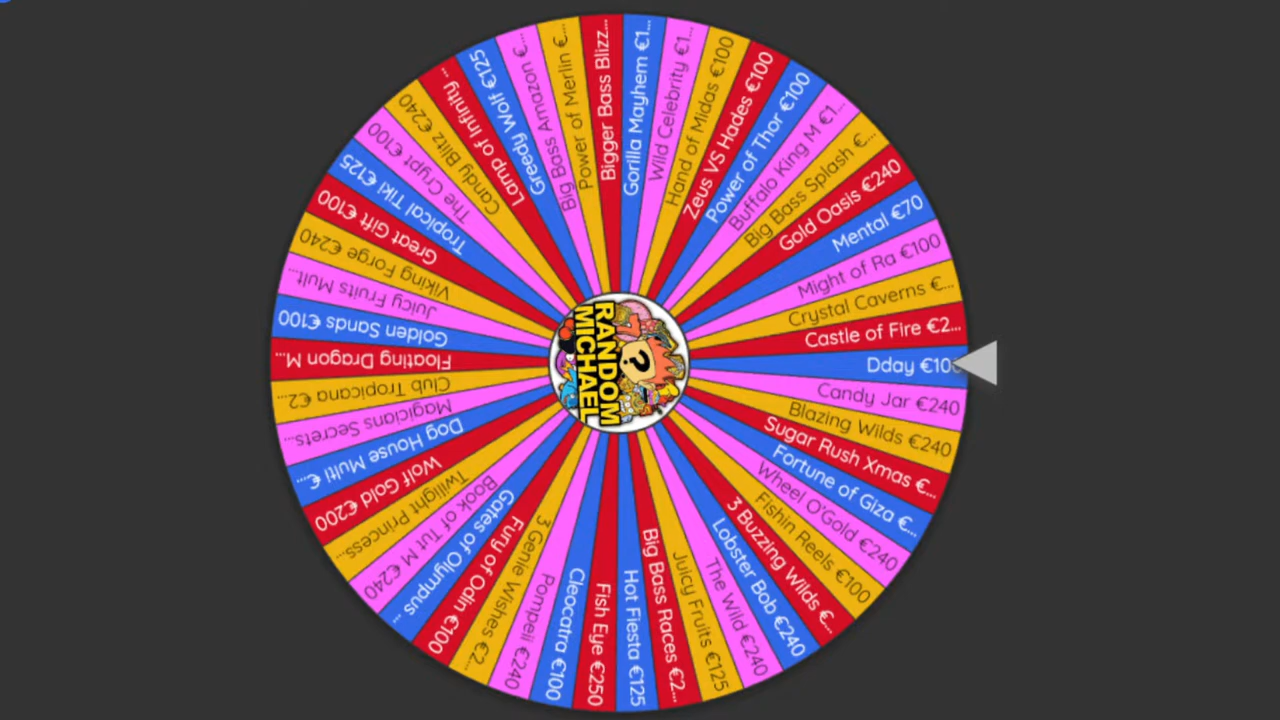 Gorilla Mayhem €1...
Wild Celebrity €1...
Hand of Midas €100
Zeus VS Hades €100
Power of Thor €100
Buffalo King M €1...
Big Bass Splash €...
Gold Oasis €240
Mental €70
Might of Ra €100
Crystal Caverns €...
Castle of Fire €2...
Dday €100
Candy Jar €240
Blazing Wilds €240
Sugar Rush Xmas €...
Fortune of Giza €...
Wheel O'Gold €240
Fishin Reels €100
3 Buzzing Wilds €...
Lobster Bob €240
The Wild €240
Juicy Fruits €125
Big Bass Races €2...
Hot Fiesta €125
Fish Eye €250
Cleocatra €100
Pompeii €240
3 Genie Wishes €2...
Fury of Odin €100
Gates of Olympus ...
Book of Tut M €240
Twilight Princess...
Wolf Gold €200
Dog House Multi €...
Magicians Secrets...
Club Tropicana €2...
Floating Dragon M...
Golden Sands €100
Juicy Fruits Mult...
Viking Forge €240
Great Gift €100
Tropical Tiki €125
The Crypt €100
Candy Blitz €240
Lamp of Infinity ...
Greedy Wolf €125
Big Bass Amazon €...
Power of Merlin €...
Bigger Bass Blizz...
RANDOM
MICHAEL
?